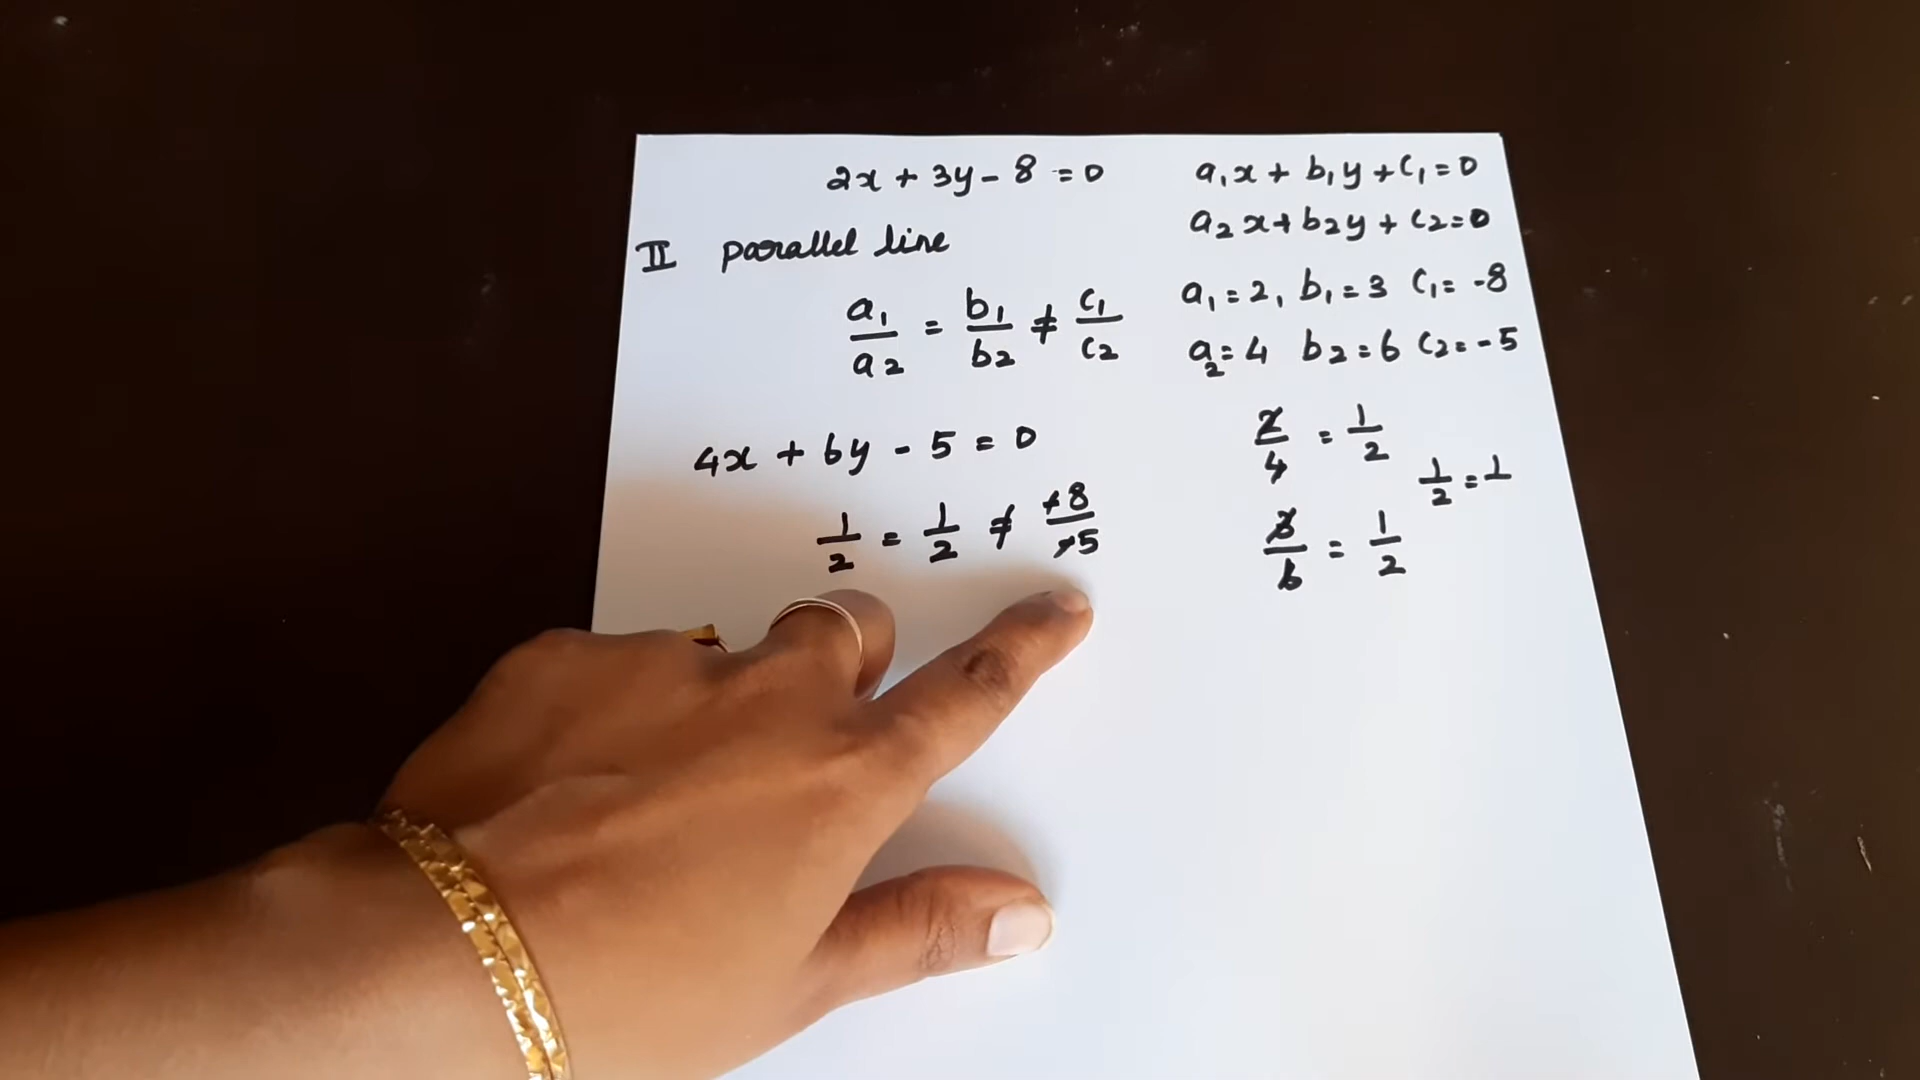 2x + 3y - 8 = 0
a₁x + b₁y + c₁ = 0
a₂x + b₂y + c₂ = 0
II parallel line
a₁/a₂ = b₁/b₂ ≠ c₁/c₂
a₁ = 2, b₁ = 3 c₁ = -8
a₂ = 4 b₂ = 6 c₂ = -5
4x + 6y - 5 = 0
2/4 = 1/2
1/2 = 1
1/2 = 1/2 ≠ +8/-5
3/6 = 1/2